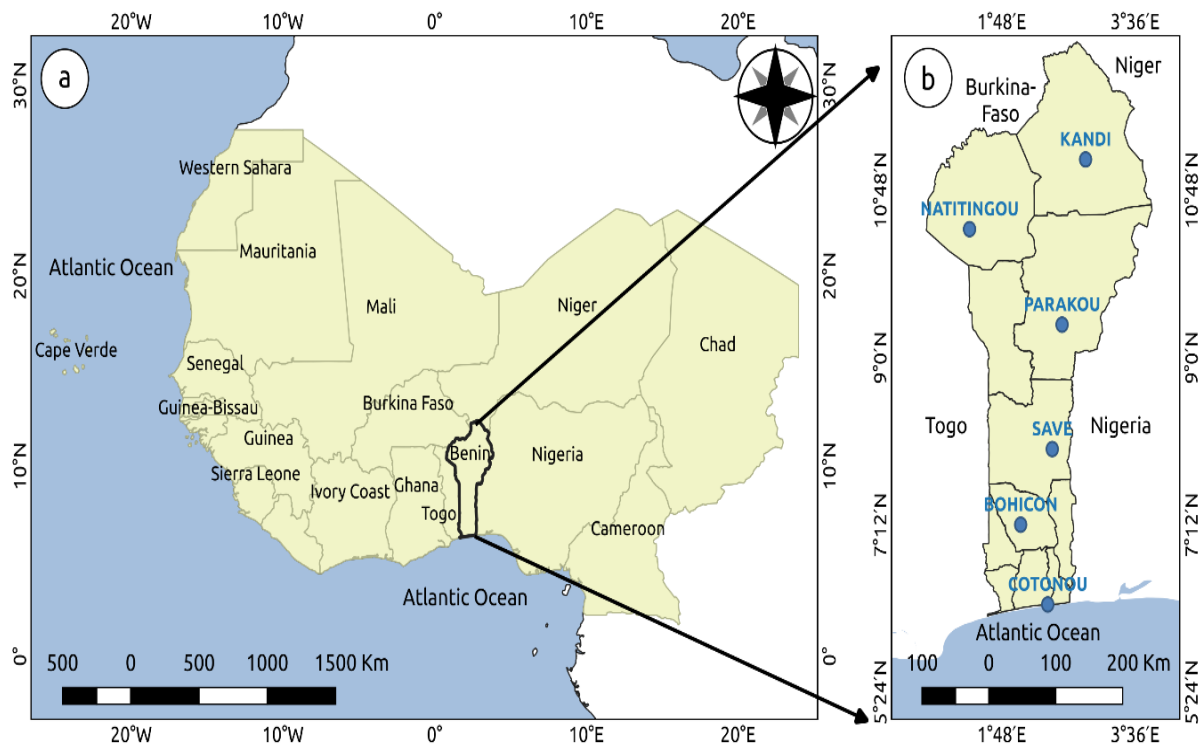 20°W 10°W 0° 10°E 20°E
a
30°N
20°N
10°N
0°
30°N
20°N
10°N
0°
Western Sahara
Mauritania
Atlantic Ocean
Mali
Niger
Cape Verde
Chad
Senegal
Burkina Faso
Guinea-Bissau
Guinea
Benin
Nigeria
Sierra Leone
Ivory Coast
Ghana
Togo
Cameroon
Atlantic Ocean
500 0 500 1000 1500 Km
20°W 10°W 0° 10°E 20°E
1°48′E 3°36′E
b
Niger
Burkina-
Faso
KANDI
10°48′N
9°0′N
7°12′N
5°24′N
10°48′N
9°0′N
7°12′N
5°24′N
NATITINGOU
PARAKOU
Togo
SAVE
Nigeria
BOHICON
COTONOU
Atlantic Ocean
100 0 100 200 Km
1°48′E 3°36′E